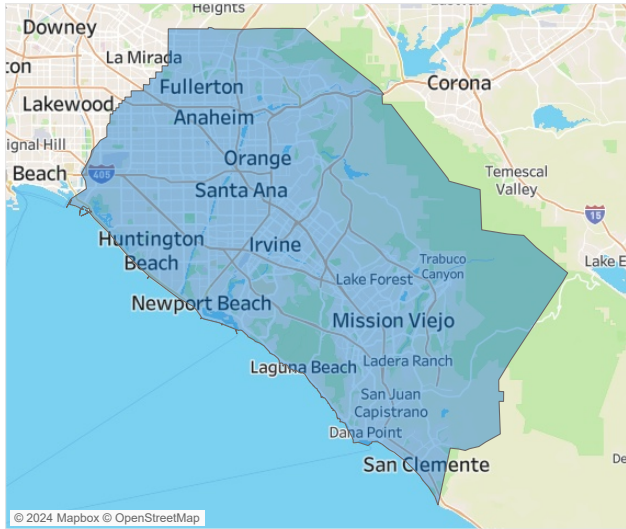 Heights
Downey
La Mirada
ton
Corona
Fullerton
Lakewood
Anaheim
ignal Hill
Orange
Beach
405
Temescal
Valley
Santa Ana
15
Huntington
Beach
Irvine
Trabuco
Canyon
Lake E
Lake Forest
Newport Beach
Mission Viejo
Laguna Beach
Ladera Ranch
San Juan
Capistrano
Dana Point
San Clemente
De
© 2024 Mapbox © OpenStreetMap